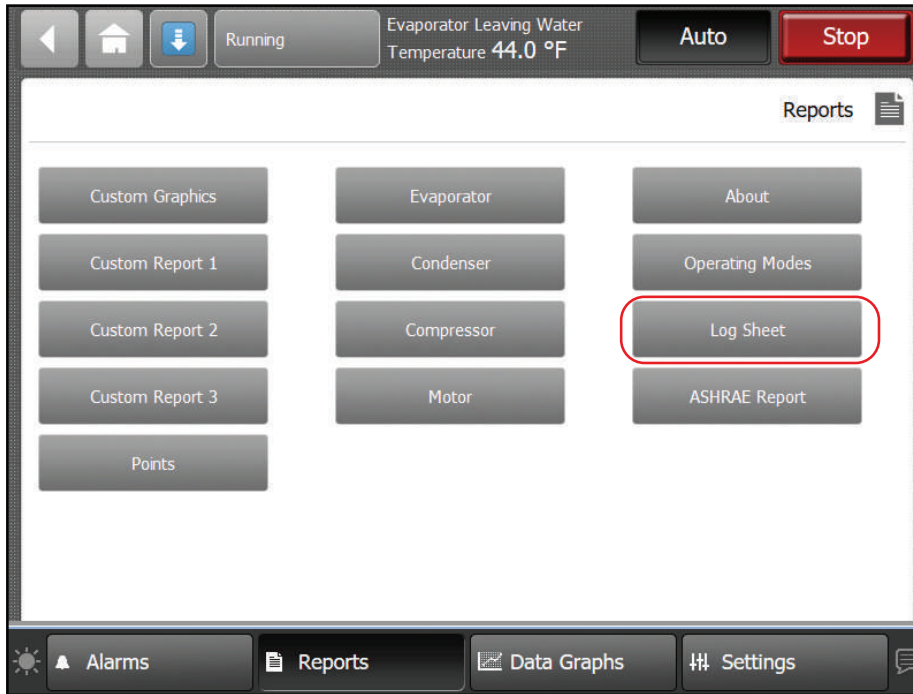 Running
Evaporator Leaving Water
Temperature 44.0 °F
Auto
Stop
Reports
Custom Graphics
Evaporator
About
Custom Report 1
Condenser
Operating Modes
Custom Report 2
Compressor
Log Sheet
Custom Report 3
Motor
ASHRAE Report
Points
Alarms
Reports
Data Graphs
Settings